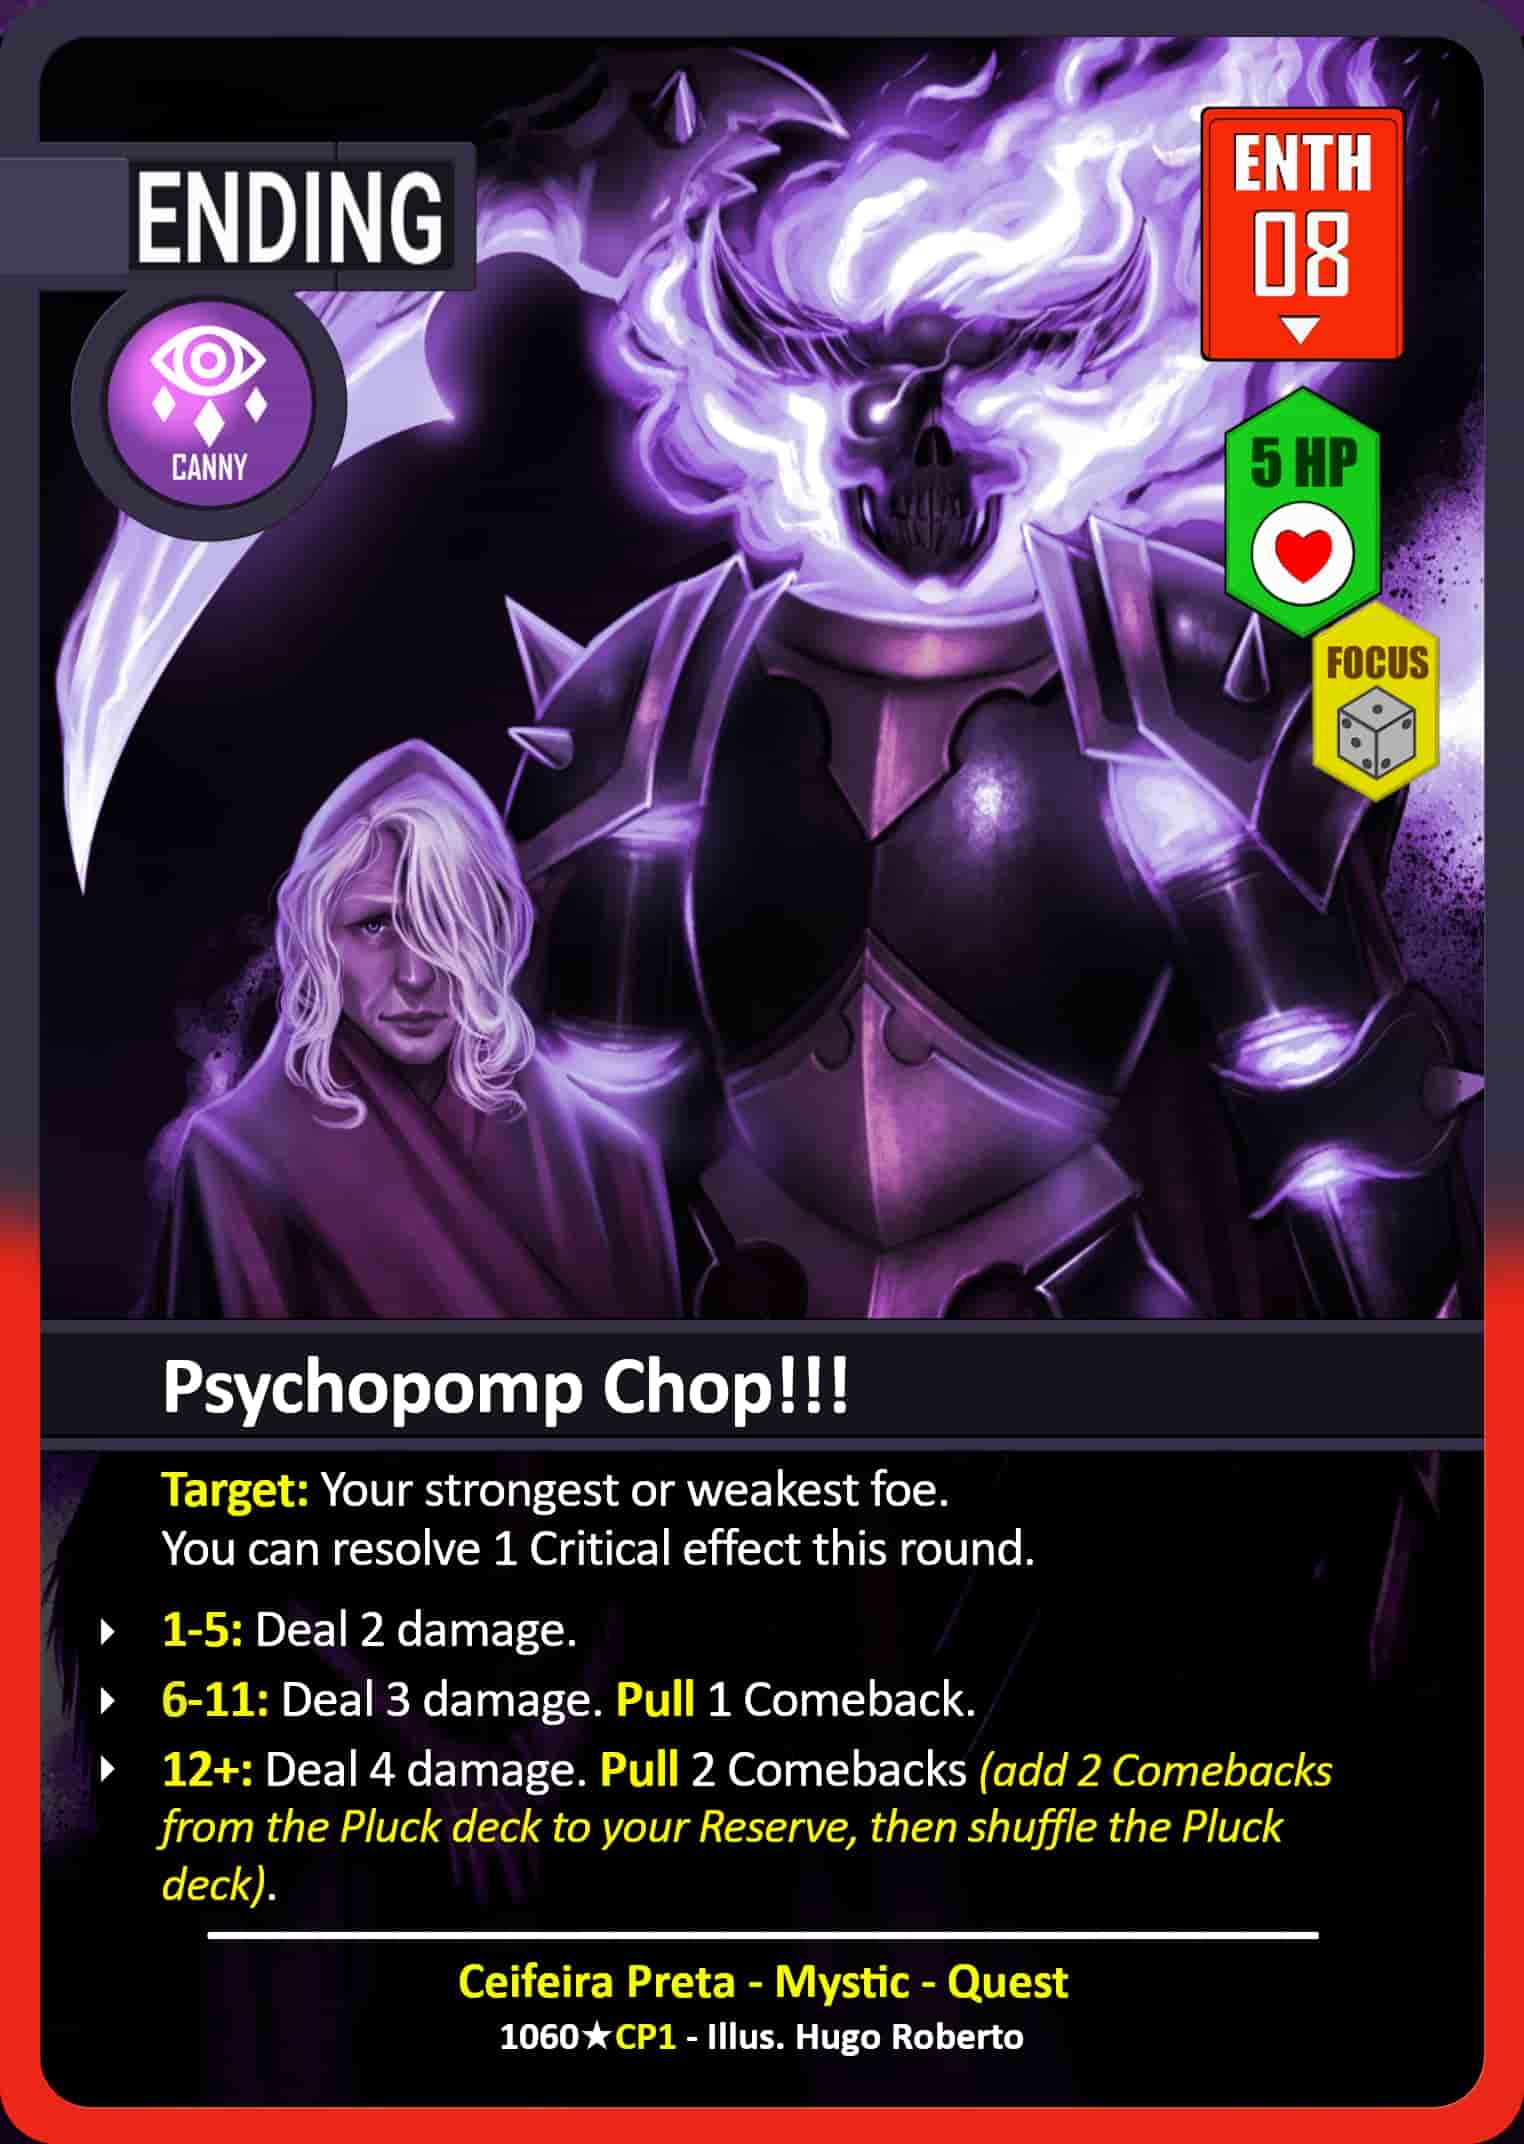 ENDING
ENTH
08
CANNY
5 HP
FOCUS
Psychopomp Chop!!!
Target: Your strongest or weakest foe.
You can resolve 1 Critical effect this round.
1-5: Deal 2 damage.
6-11: Deal 3 damage. Pull 1 Comeback.
12+: Deal 4 damage. Pull 2 Comebacks (add 2 Comebacks
from the Pluck deck to your Reserve, then shuffle the Pluck
deck).
Ceifeira Preta - Mystic - Quest
1060★CP1 - Illus. Hugo Roberto